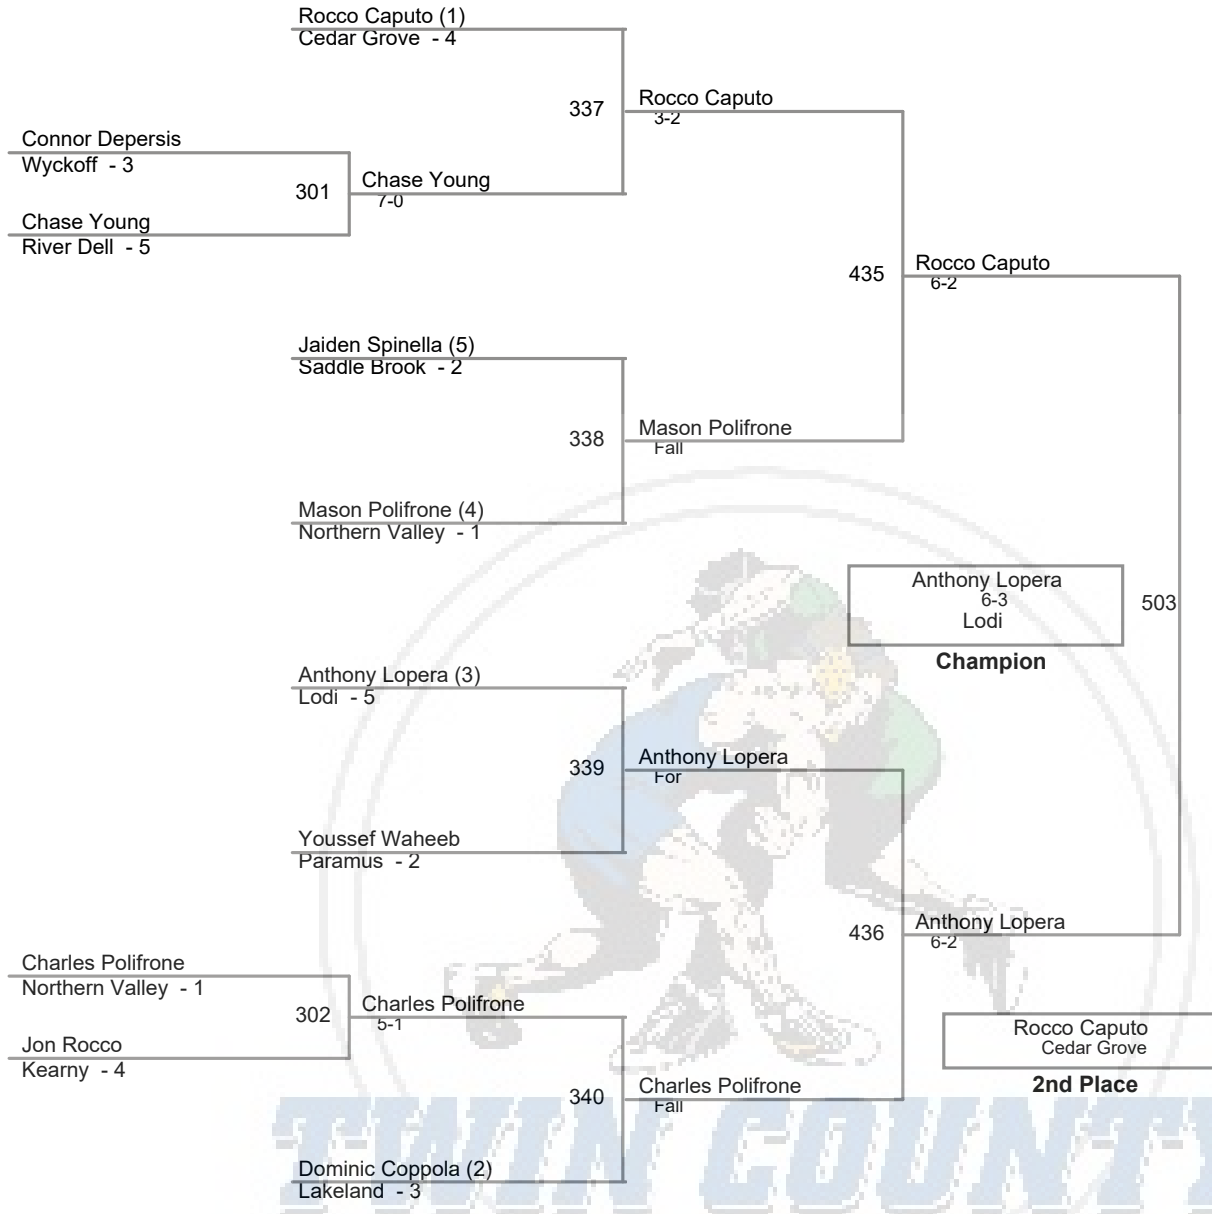 Rocco Caputo (1)
Cedar Grove - 4
337
Rocco Caputo
3-2
Connor Depersis
Wyckoff - 3
301
Chase Young
7-0
Chase Young
River Dell - 5
435
Rocco Caputo
6-2
Jaiden Spinella (5)
Saddle Brook - 2
338
Mason Polifrone
Fall
Mason Polifrone (4)
Northern Valley - 1
Anthony Lopera
6-3
Lodi
503
Champion
Anthony Lopera (3)
Lodi - 5
339
Anthony Lopera
For
Youssef Waheeb
Paramus - 2
436
Anthony Lopera
6-2
Charles Polifrone
Northern Valley - 1
302
Charles Polifrone
5-1
Jon Rocco
Kearny - 4
Rocco Caputo
Cedar Grove
2nd Place
340
Charles Polifrone
Fall
Dominic Coppola (2)
Lakeland - 3
TWIN COUNTY